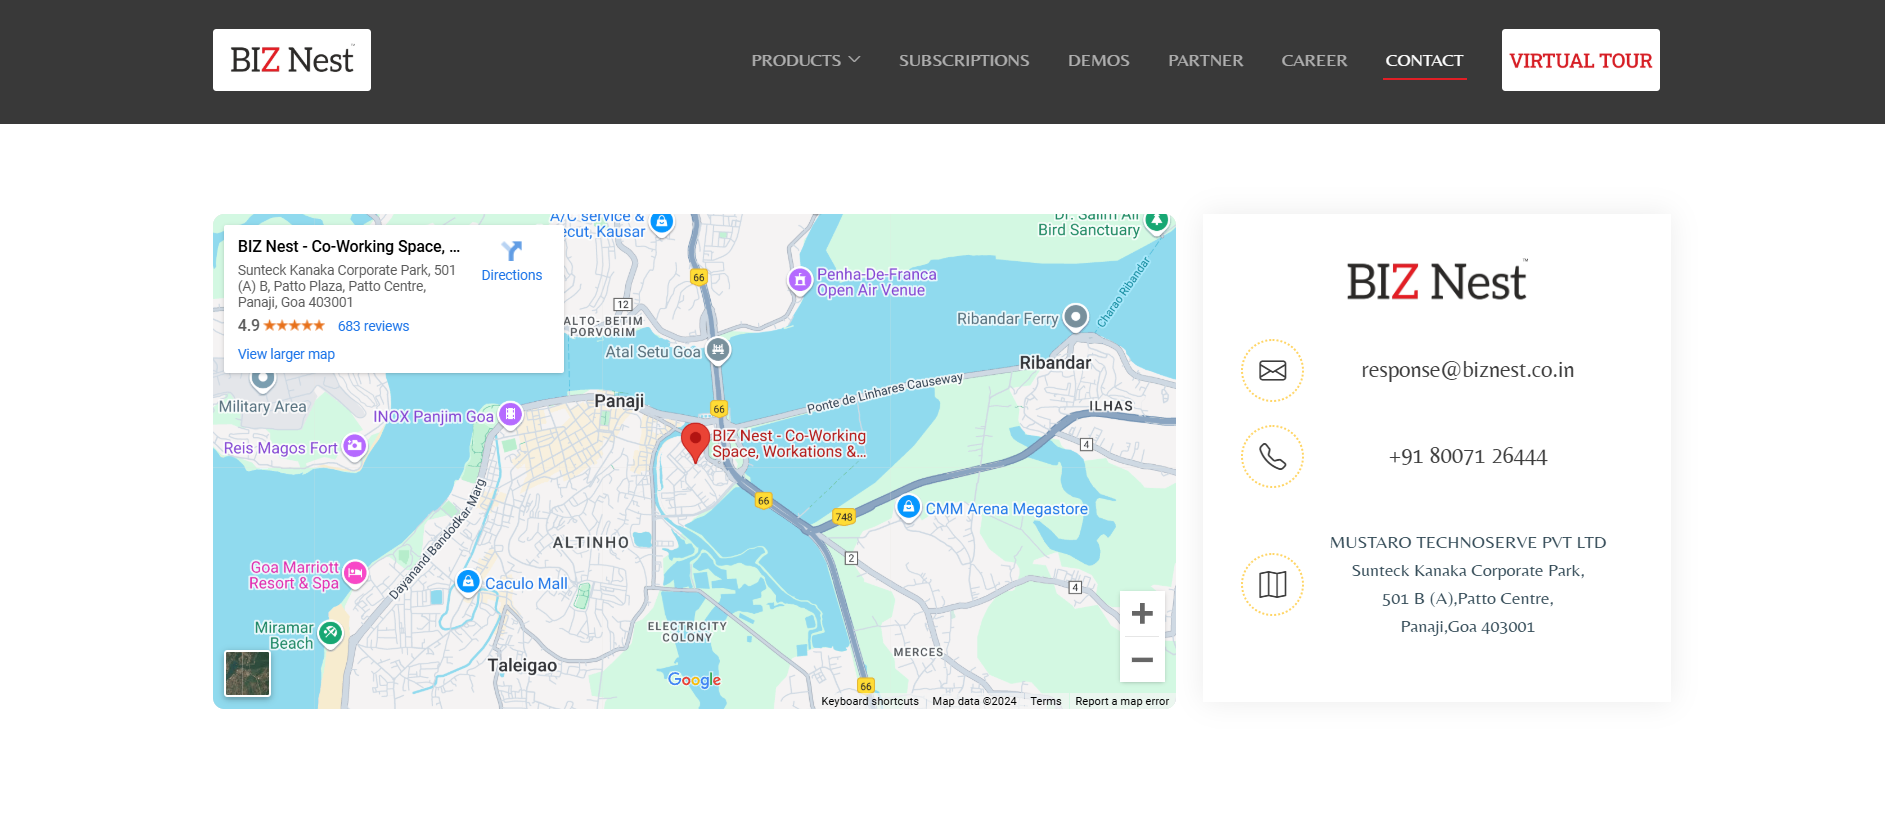 BIZ Nest™
PRODUCTS
SUBSCRIPTIONS
DEMOS
PARTNER
CAREER
CONTACT
VIRTUAL TOUR
BIZ Nest - Co-Working Space, ...
Sunteck Kanaka Corporate Park, 501
(A) B, Patto Plaza, Patto Centre,
Panaji, Goa 403001
4.9
683 reviews
View larger map
Directions
A/C service &
ecut, Kausar
Dr. Salim Ali
Bird Sanctuary
66
Penha-De-Franca
Open Air Venue
Charao Ribandar
12
ALTO- BETIM
PORVORIM
Ribandar Ferry
Atal Setu Goa
Ribandar
Military Area
Panaji
66
Ponte de Linhares Causeway
ILHAS
INOX Panjim Goa
Reis Magos Fort
BIZ Nest - Co-Working
Space, Workations &...
4
66
748
CMM Arena Megastore
Dayanand Bandodkar Marg
ALTINHO
2
Goa Marriott
Resort & Spa
Caculo Mall
4
Miramar
Beach
ELECTRICITY
COLONY
MERCES
Taleigao
Google
66
Keyboard shortcuts
Map data ©2024
Terms
Report a map error
BIZ Nest™
response@biznest.co.in
+91 80071 26444
MUSTARO TECHNOSERVE PVT LTD
Sunteck Kanaka Corporate Park,
501 B (A),Patto Centre,
Panaji,Goa 403001